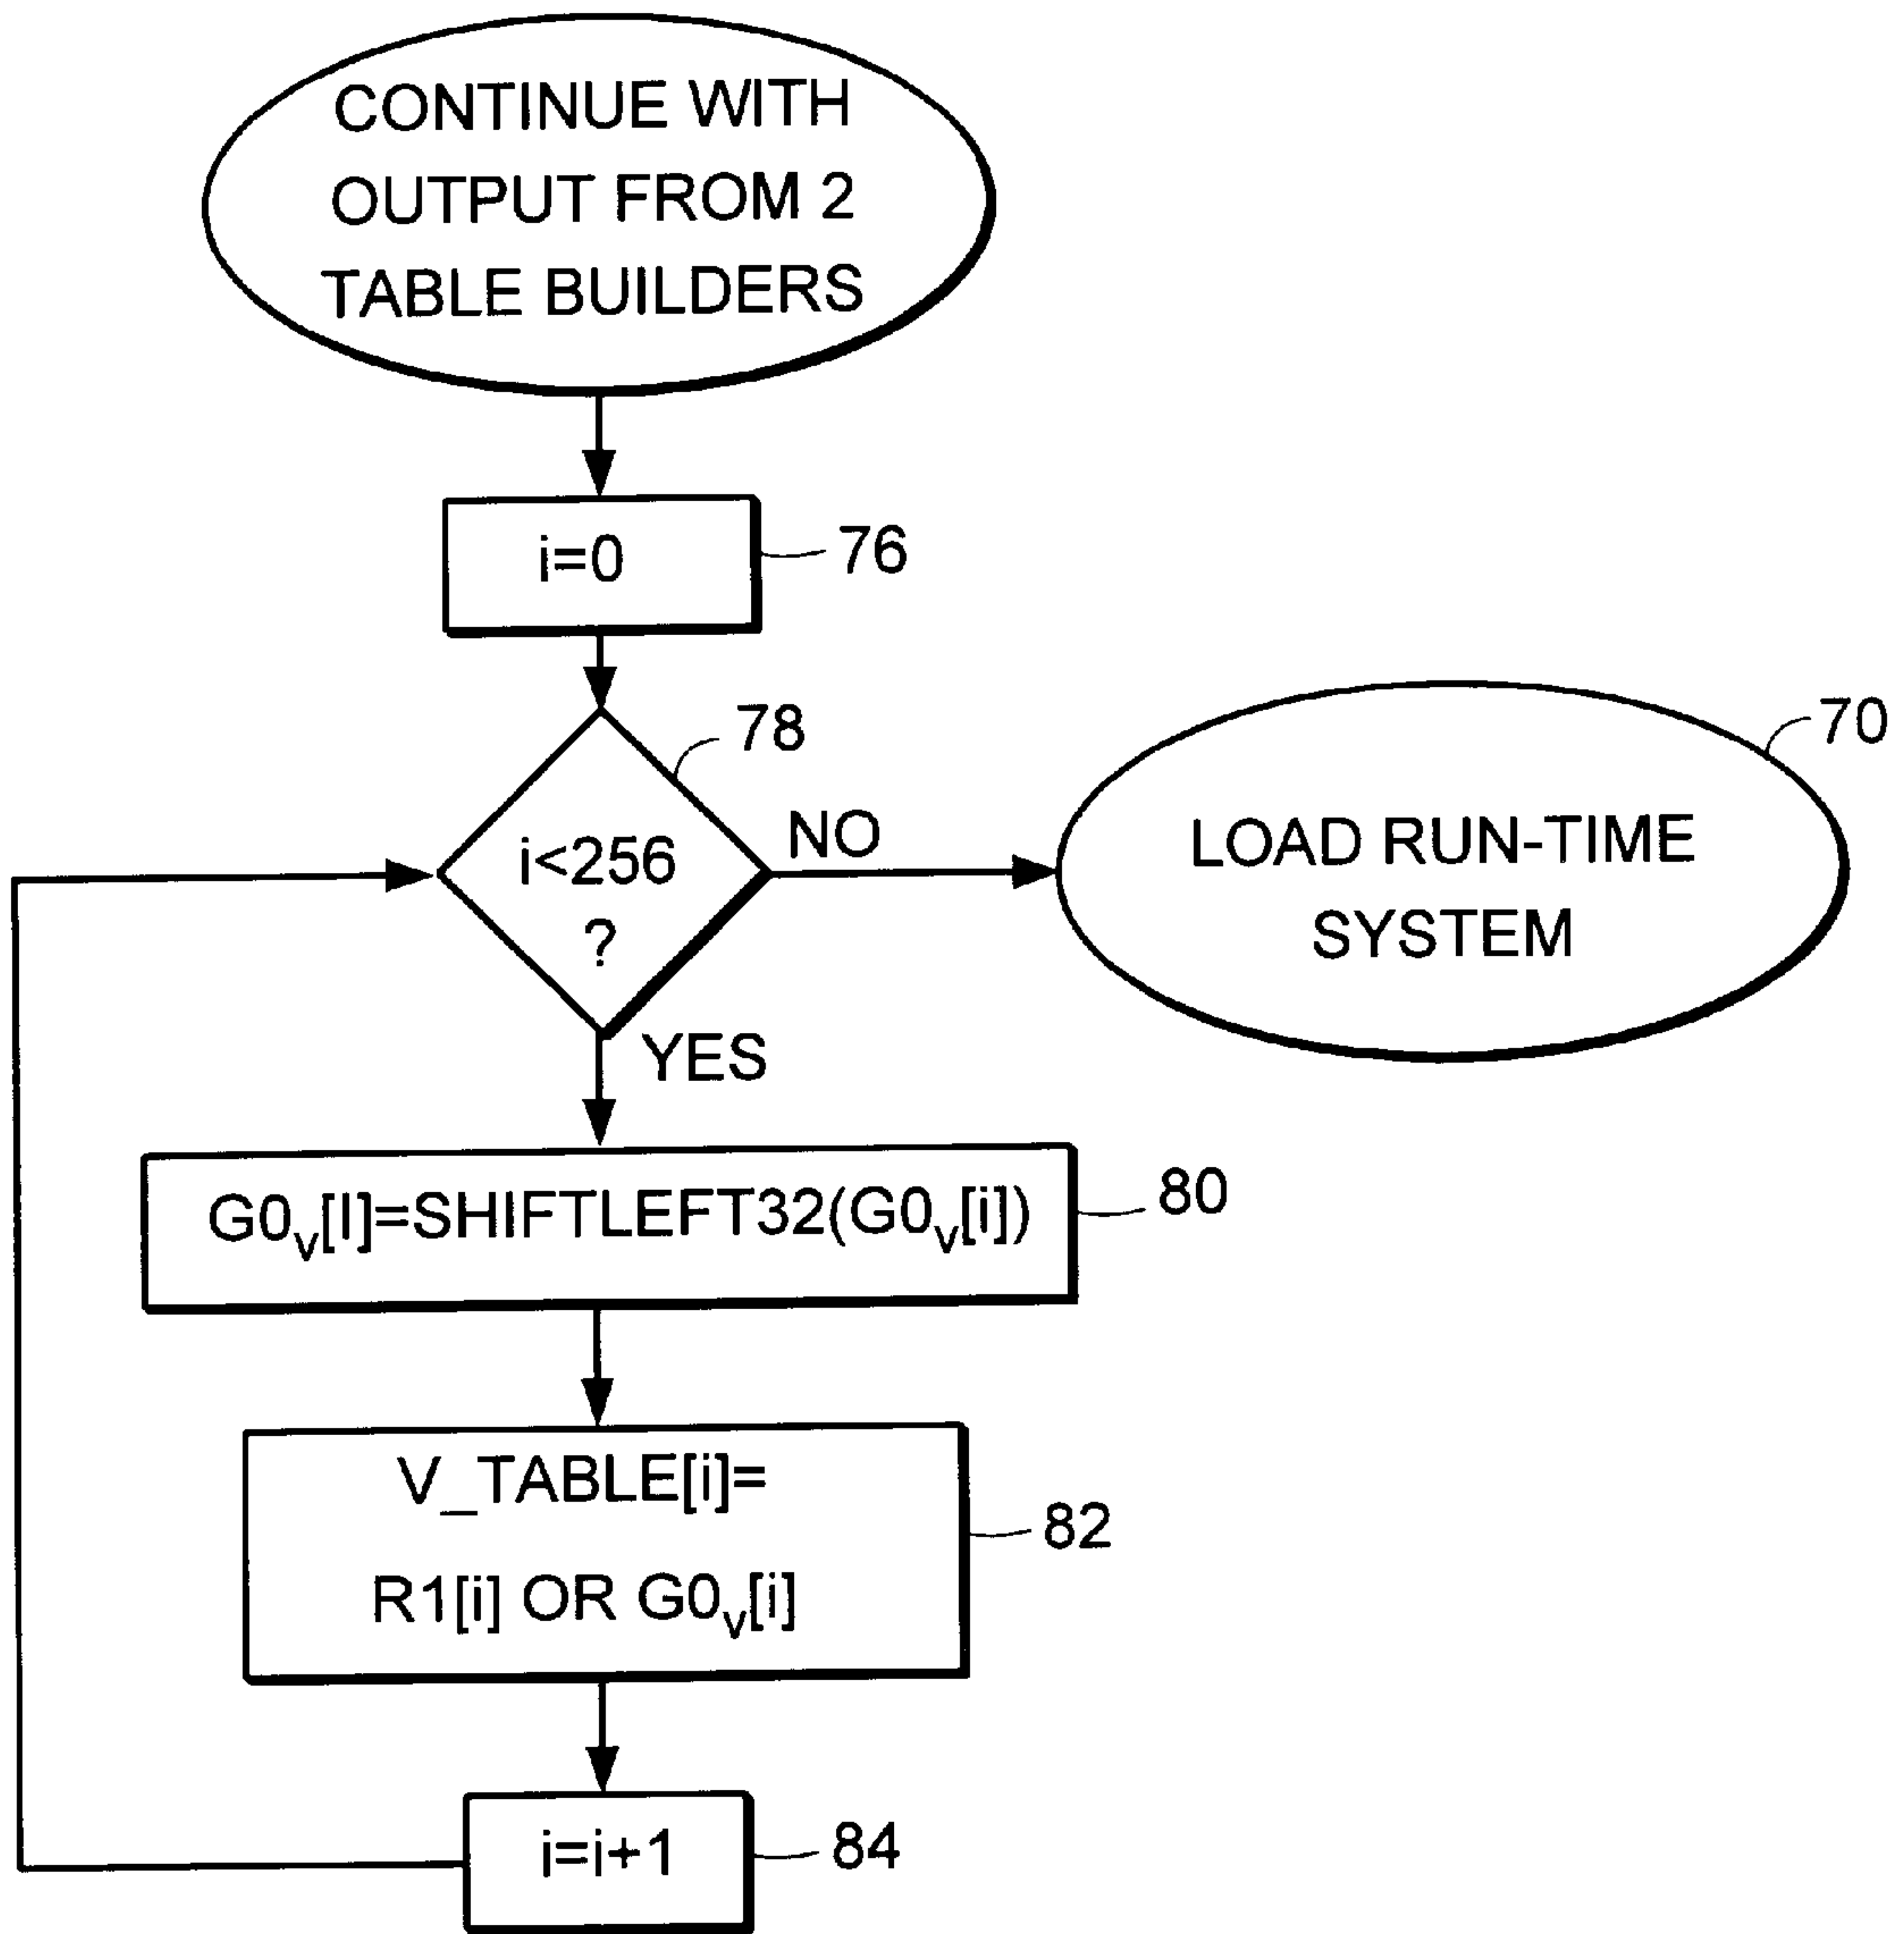 CONTINUE WITH
OUTPUT FROM 2
TABLE BUILDERS
i=0
76
78
i<256
?
NO
70
LOAD RUN-TIME
SYSTEM
YES
G0v[I]=SHIFTLEFT32(G0v[i])
80
V_TABLE[i]=
R1[i] OR G0v[i]
82
i=i+1
84